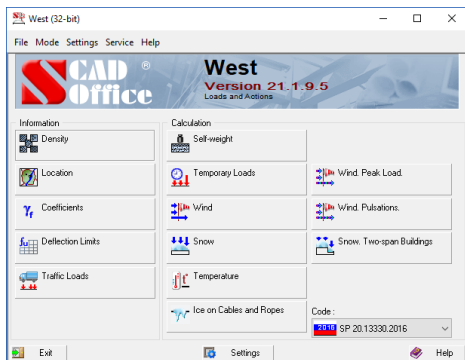 West (32-bit)
File Mode Settings Service Help
SCAD ®
Office
West
Version 21.1.9.5
Loads and Actions
Information
Density
Location
Coefficients
Deflection Limits
Traffic Loads
Calculation
Self-weight
Temporary Loads
Wind. Peak Load.
Wind
Wind. Pulsations.
Snow
Snow. Two-span Buildings
Temperature
Ice on Cables and Ropes
Code :
2016 SP 20.13330.2016
Exit
Settings
Help